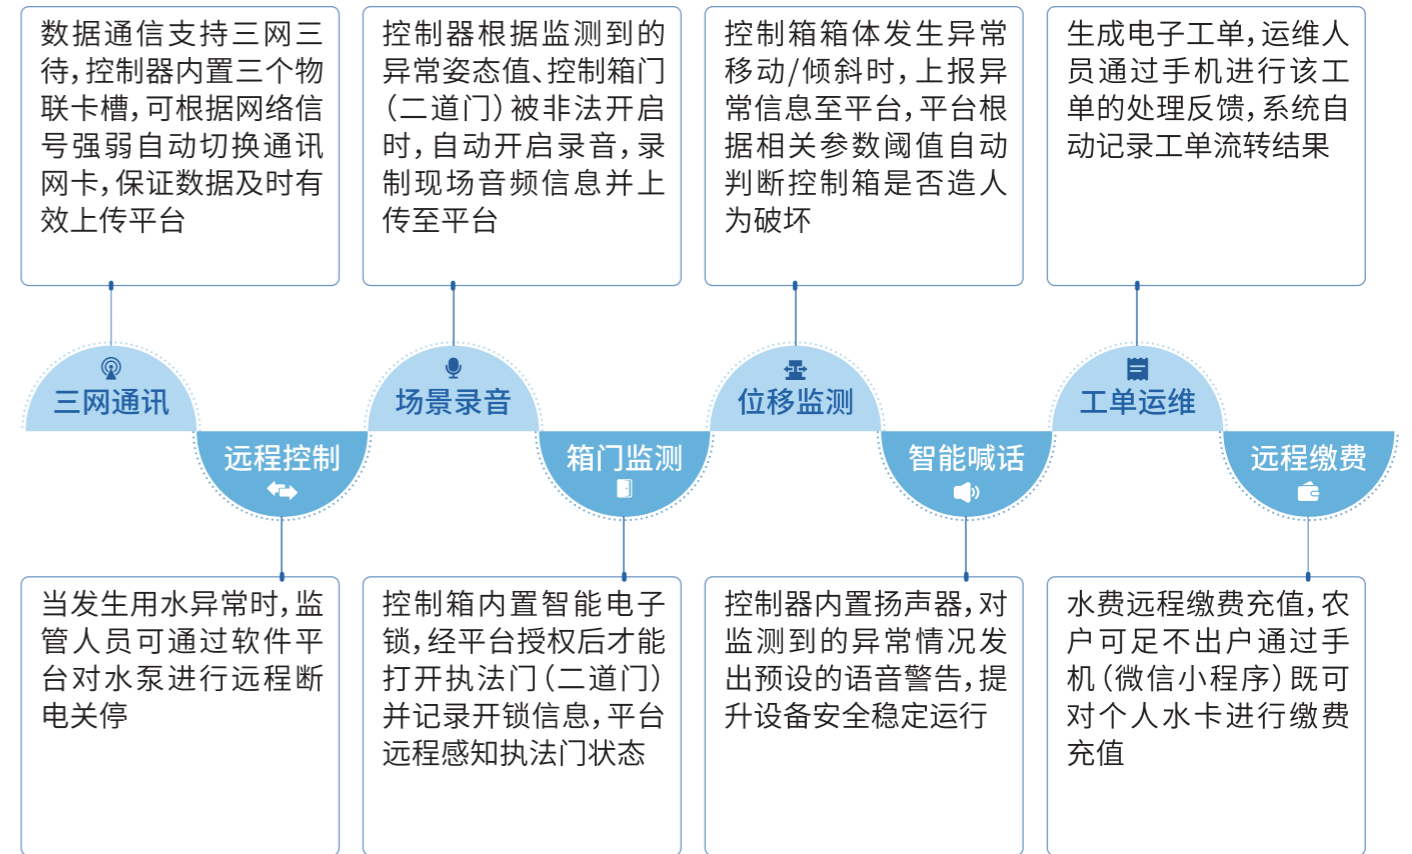 数据通信支持三网三
待,控制器内置三个物
联卡槽,可根据网络信
号强弱自动切换通讯
网卡,保证数据及时有
效上传平台
控制器根据监测到的
异常姿态值、控制箱门
(二道门)被非法开启
时,自动开启录音,录
制现场音频信息并上
传至平台
控制箱箱体发生异常
移动/倾斜时,上报异
常信息至平台,平台根
据相关参数阈值自动
判断控制箱是否造人
为破坏
生成电子工单,运维人
员通过手机进行该工
单的处理反馈,系统自
动记录工单流转结果
三网通讯
场景录音
位移监测
工单运维
远程控制
箱门监测
智能喊话
远程缴费
当发生用水异常时,监
管人员可通过软件平
台对水泵进行远程断
电关停
控制箱内置智能电子
锁,经平台授权后才能
打开执法门(二道门)
并记录开锁信息,平台
远程感知执法门状态
控制器内置扬声器,对
监测到的异常情况发
出预设的语音警告,提
升设备安全稳定运行
水费远程缴费充值,农
户可足不出户通过手
机(微信小程序)既可
对个人水卡进行缴费
充值